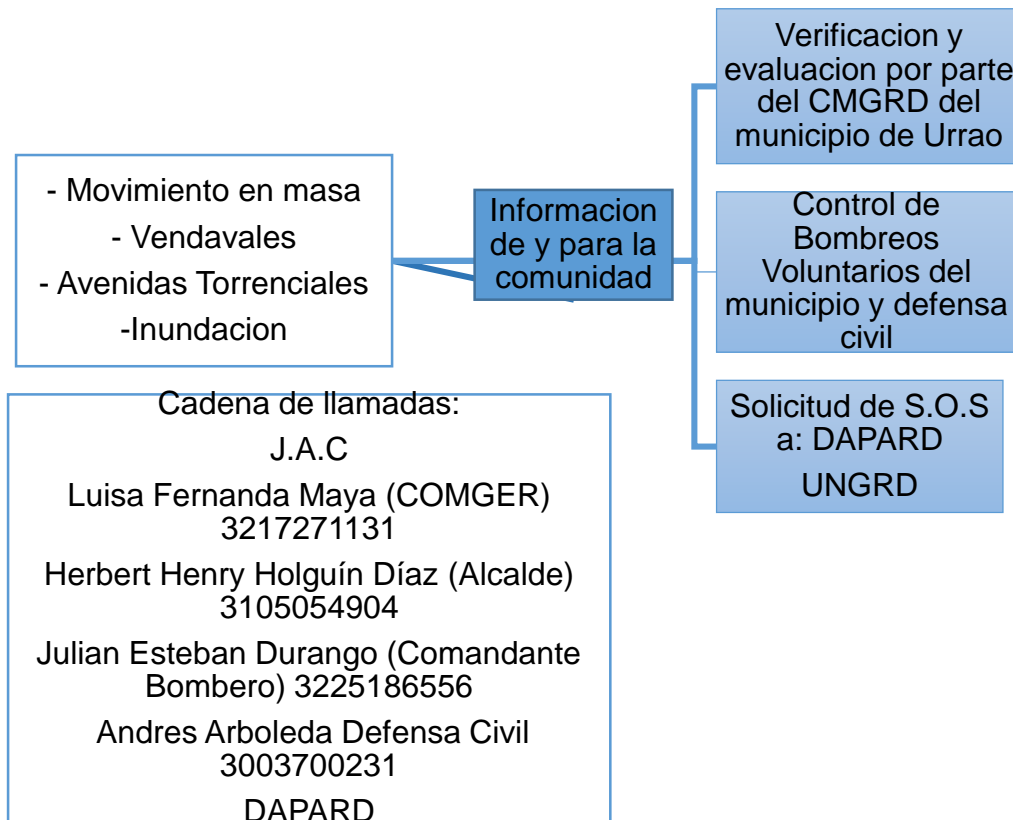 - Movimiento en masa
- Vendavales
- Avenidas Torrenciales
-Inundacion
Informacion
de y para la
comunidad
Verificacion y
evaluacion por parte
del CMGRD del
municipio de Urrao
Control de
Bombreos
Voluntarios del
municipio y defensa
civil
Solicitud de S.O.S
a: DAPARD
UNGRD
Cadena de llamadas:
J.A.C
Luisa Fernanda Maya (COMGER)
3217271131
Herbert Henry Holguín Díaz (Alcalde)
3105054904
Julian Esteban Durango (Comandante
Bombero) 3225186556
Andres Arboleda Defensa Civil
3003700231
DAPARD